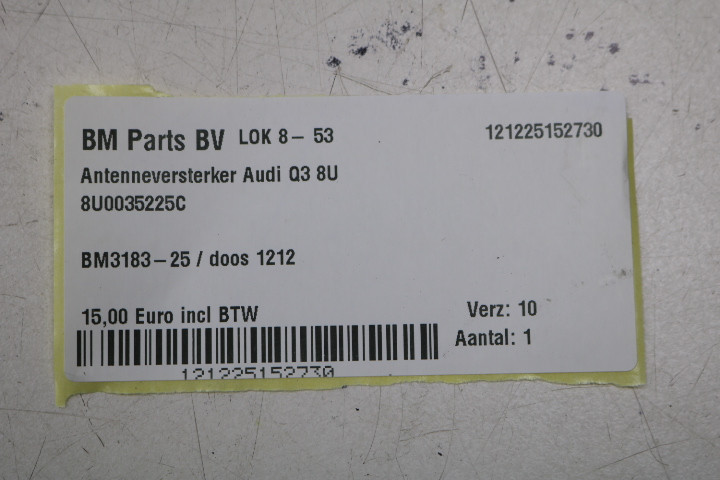 BM Parts BV LOK 8-53 121225152730
Antenneversterker Audi Q3 8U
8U0035225C
BM3183-25 / doos 1212
15,00 Euro incl BTW Verz: 10
Aantal: 1
121225152730